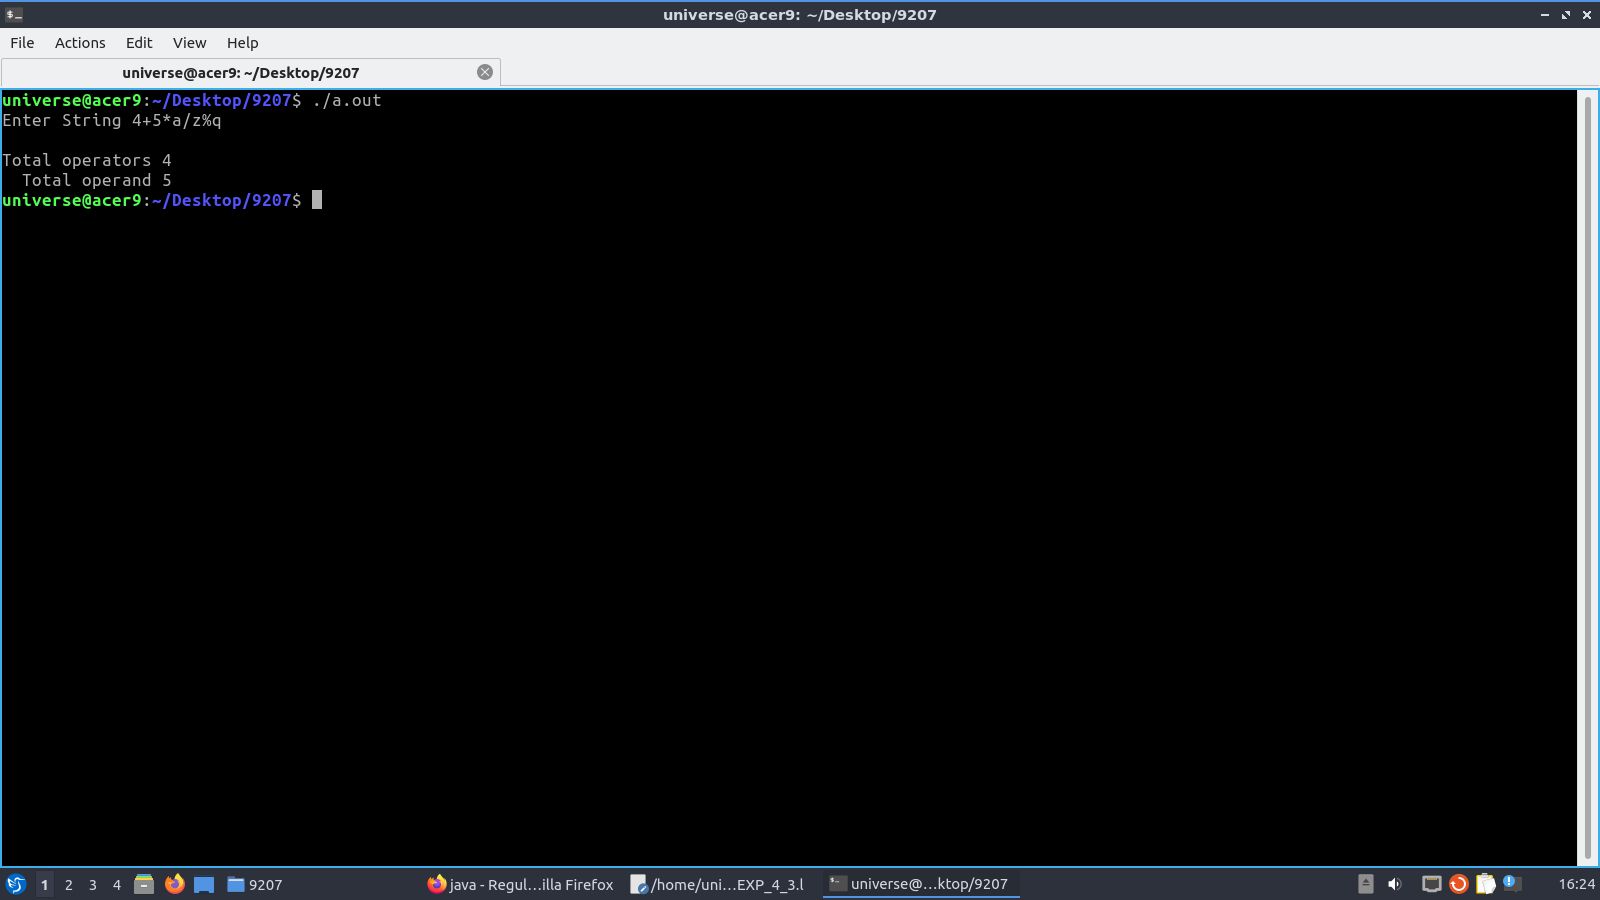 universe@acer9: ~/Desktop/9207
File Actions Edit View Help
universe@acer9: ~/Desktop/9207
universe@acer9:~/Desktop/9207$ ./a.out
Enter String 4+5*a/z%q
Total operators 4
  Total operand 5
universe@acer9:~/Desktop/9207$
1 2 3 4 9207 java - Regul...illa Firefox /home/uni...EXP_4_3.l universe@...ktop/9207 16:24